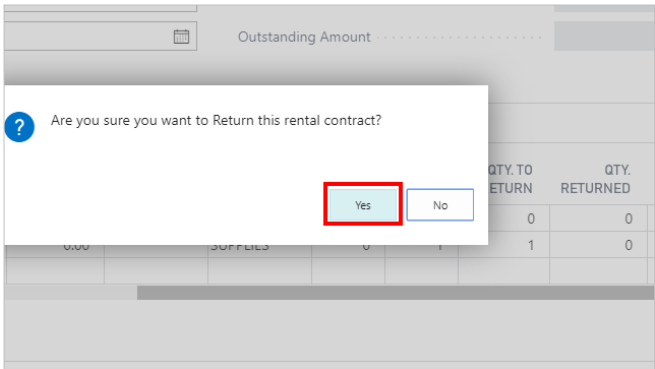 Outstanding Amount
? Are you sure you want to Return this rental contract?
Yes No
QTY. TO QTY.
ETURN RETURNED
0 0
0.00 SUPPLIES 0 1 1 0